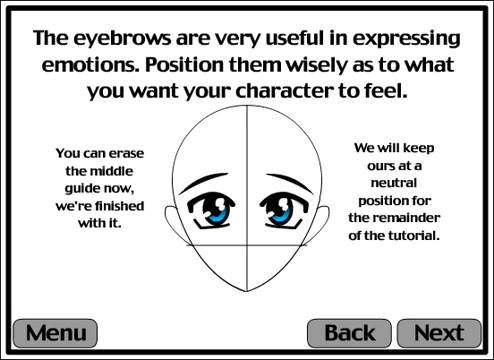 The eyebrows are very useful in expressing
emotions. Position them wisely as to what
you want your character to feel.
You can erase
the middle
guide now,
we're finished
with it.
We will keep
ours at a
neutral
position for
the remainder
of the tutorial.
Menu
Back
Next